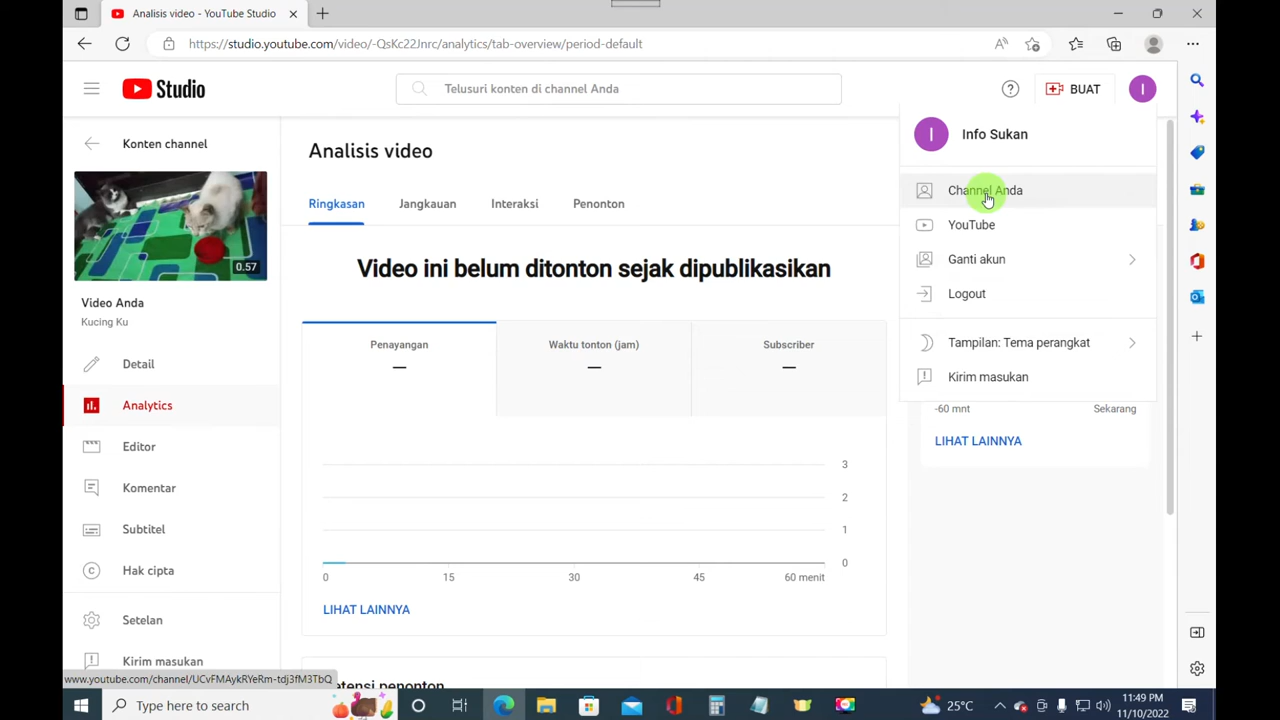 Analisis video - YouTube Studio
https://studio.youtube.com/video/-QsKc22Jnrc/analytics/tab-overview/period-default
Studio
Telusuri konten di channel Anda
BUAT
I
Konten channel
0.57
Video Anda
Kucing Ku
Detail
Analytics
Editor
Komentar
Subtitel
Hak cipta
Setelan
Kirim masukan
www.youtube.com/channel/UCvFMAykRYeRm-tdj3fM3TbQ
Analisis video
Ringkasan
Jangkauan
Interaksi
Penonton
Video ini belum ditonton sejak dipublikasikan
Penayangan
—
Waktu tonton (jam)
—
Subscriber
—
3
2
1
0
0 15 30 45 60 menit
LIHAT LAINNYA
etensi penonton
I Info Sukan
Channel Anda
YouTube
Ganti akun
Logout
Tampilan: Tema perangkat
Kirim masukan
-60 mnt Sekarang
LIHAT LAINNYA
Type here to search
25°C
11:49 PM
11/10/2022